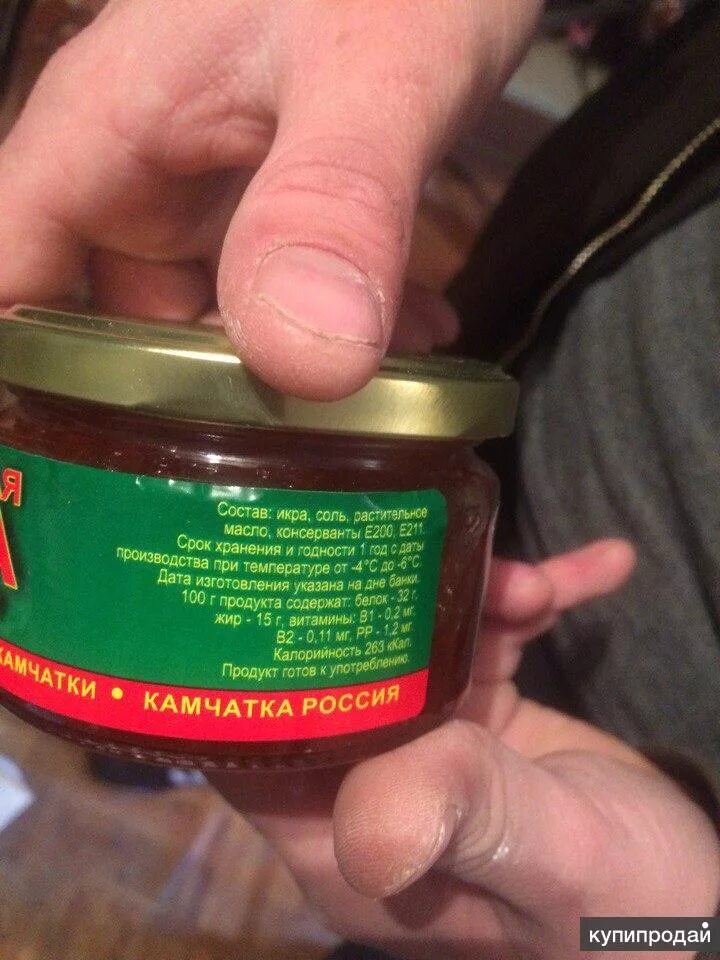 Состав: икра, соль, растительное
масло, консерванты Е200, Е211.
Срок хранения и годности 1 год с даты
производства при температуре от -4°С до -6°С.
Дата изготовления указана на дне банки.
100 г продукта содержат: белок - 32 г,
жир - 15 г, витамины: В1 - 0,2 мг.
В2 - 0,11 мг, РР - 1,2 мг.
Калорийность 263 кКал.
Продукт готов к употреблению.
КАМЧАТКИ • КАМЧАТКА РОССИЯ
купипродай